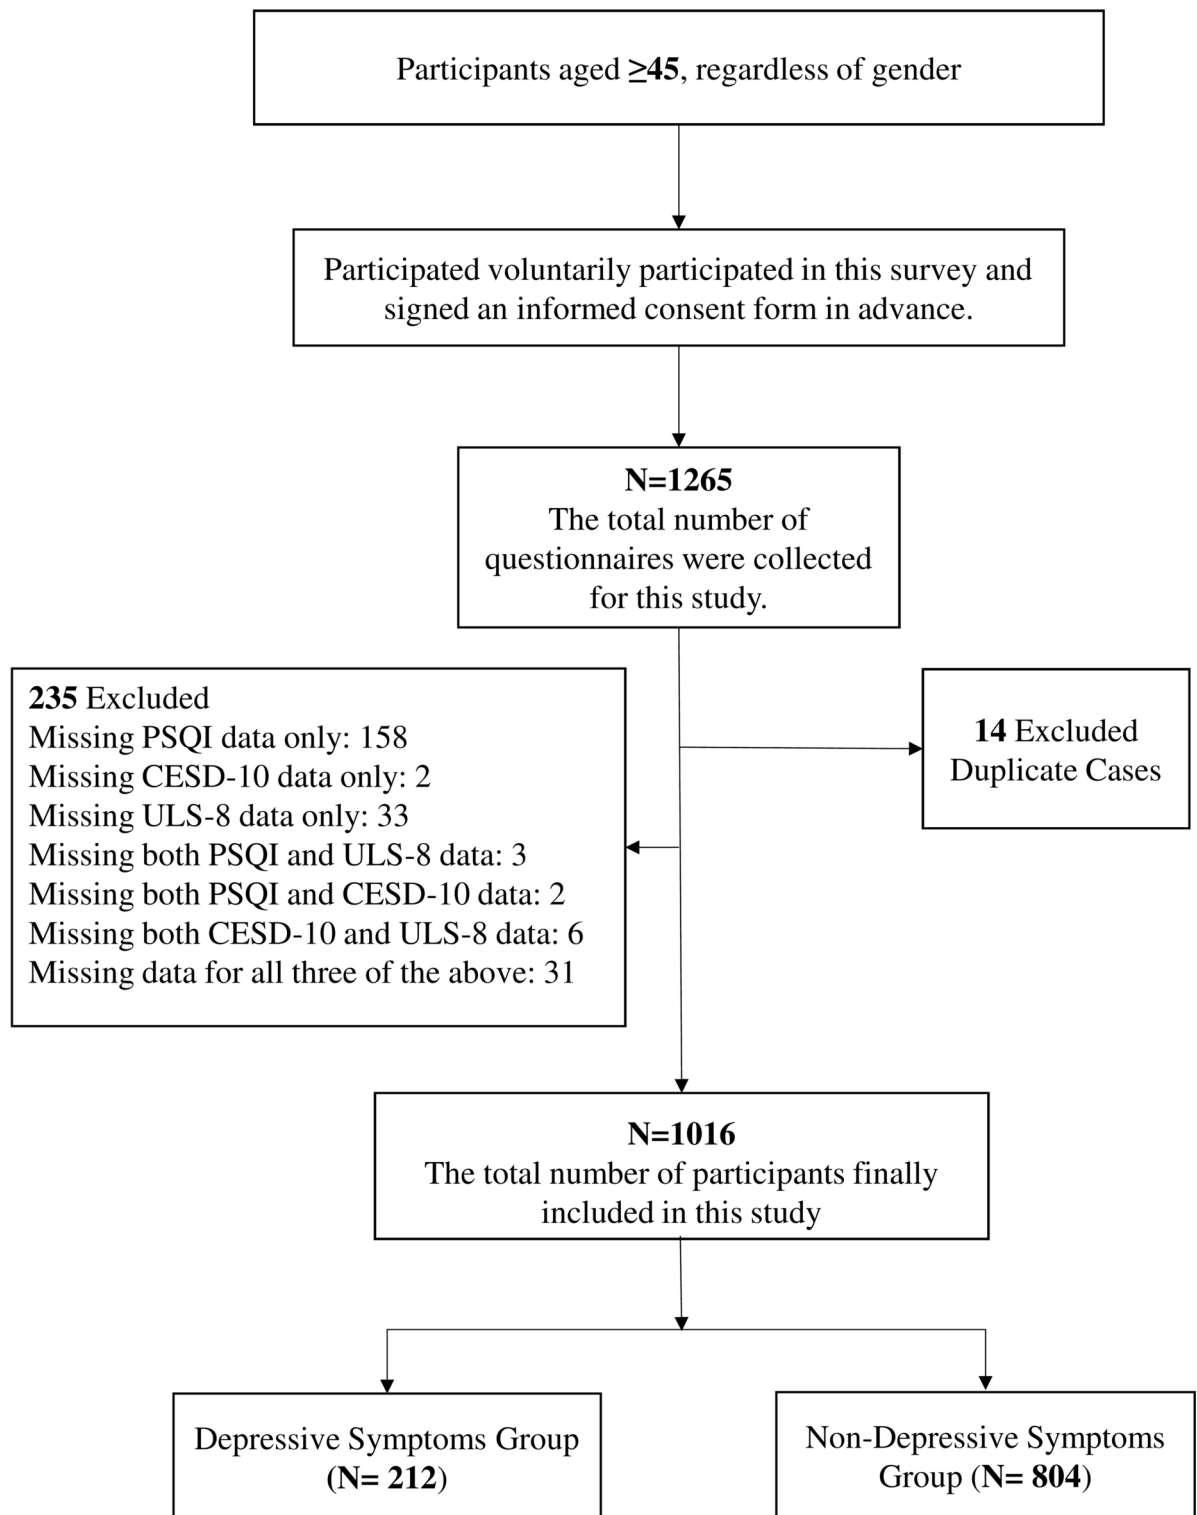 Participants aged ≥45, regardless of gender
Participated voluntarily participated in this survey and
signed an informed consent form in advance.
N=1265
The total number of
questionnaires were collected
for this study.
235 Excluded
Missing PSQI data only: 158
Missing CESD-10 data only: 2
Missing ULS-8 data only: 33
Missing both PSQI and ULS-8 data: 3
Missing both PSQI and CESD-10 data: 2
Missing both CESD-10 and ULS-8 data: 6
Missing data for all three of the above: 31
14 Excluded
Duplicate Cases
N=1016
The total number of participants finally
included in this study
Depressive Symptoms Group
(N= 212)
Non-Depressive Symptoms
Group (N= 804)